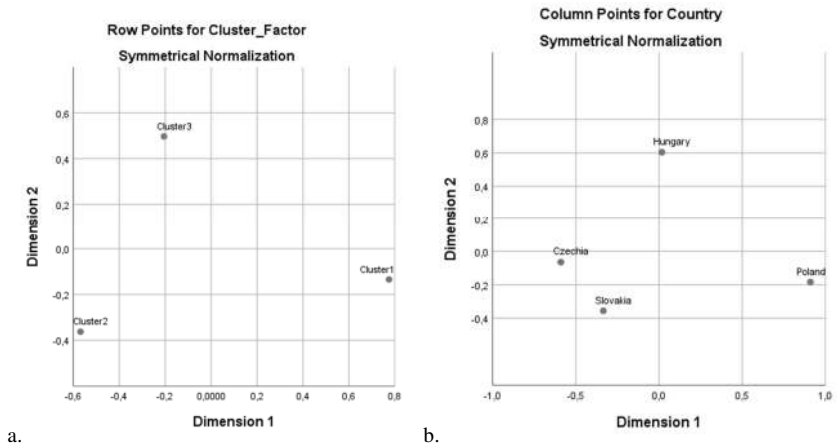 Row Points for Cluster_Factor
Symmetrical Normalization
Dimension 2
0,6
0,4
0,2
0,0
-0,2
-0,4
-0,6
Cluster3
Cluster1
Cluster2
-0,6
-0,4
-0,2
0,0000
0,2
0,4
0,6
0,8
Dimension 1
a.
Column Points for Country
Symmetrical Normalization
Dimension 2
0,8
0,6
0,4
0,2
0,0
-0,2
-0,4
Hungary
Czechia
Poland
Slovakia
-1,0
-0,5
0,0
0,5
1,0
Dimension 1
b.